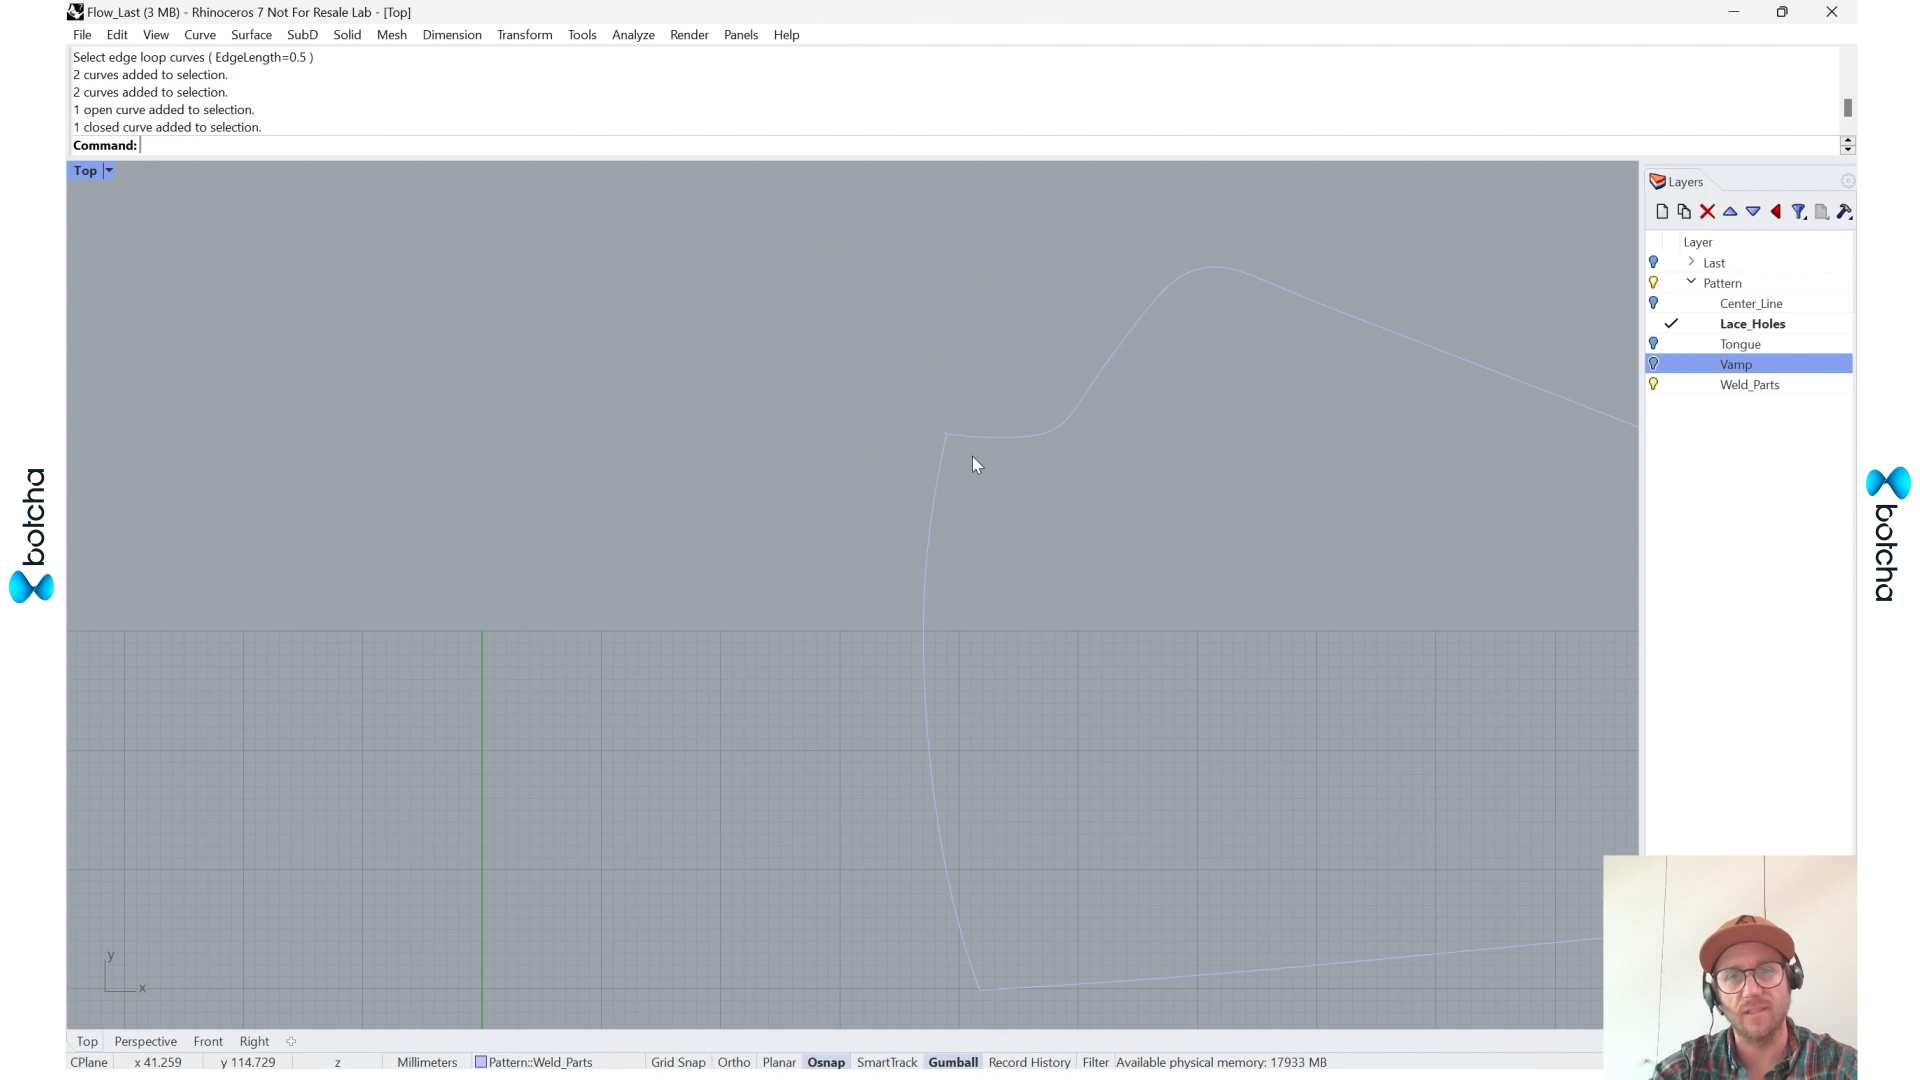 Flow_Last (3 MB) - Rhinoceros 7 Not For Resale Lab - [Top]
File Edit View Curve Surface SubD Solid Mesh Dimension Transform Tools Analyze Render Panels Help
Select edge loop curves ( EdgeLength=0.5 )
2 curves added to selection.
2 curves added to selection.
1 open curve added to selection.
1 closed curve added to selection.
Command:
Top
Layers
Layer
Last
Pattern
Center_Line
Lace_Holes
Tongue
Vamp
Weld_Parts
botcha
botcha
y
x
Top Perspective Front Right
CPlane x 41.259 y 114.729 z Millimeters Pattern::Weld_Parts Grid Snap Ortho Planar Osnap SmartTrack Gumball Record History Filter Available physical memory: 17933 MB